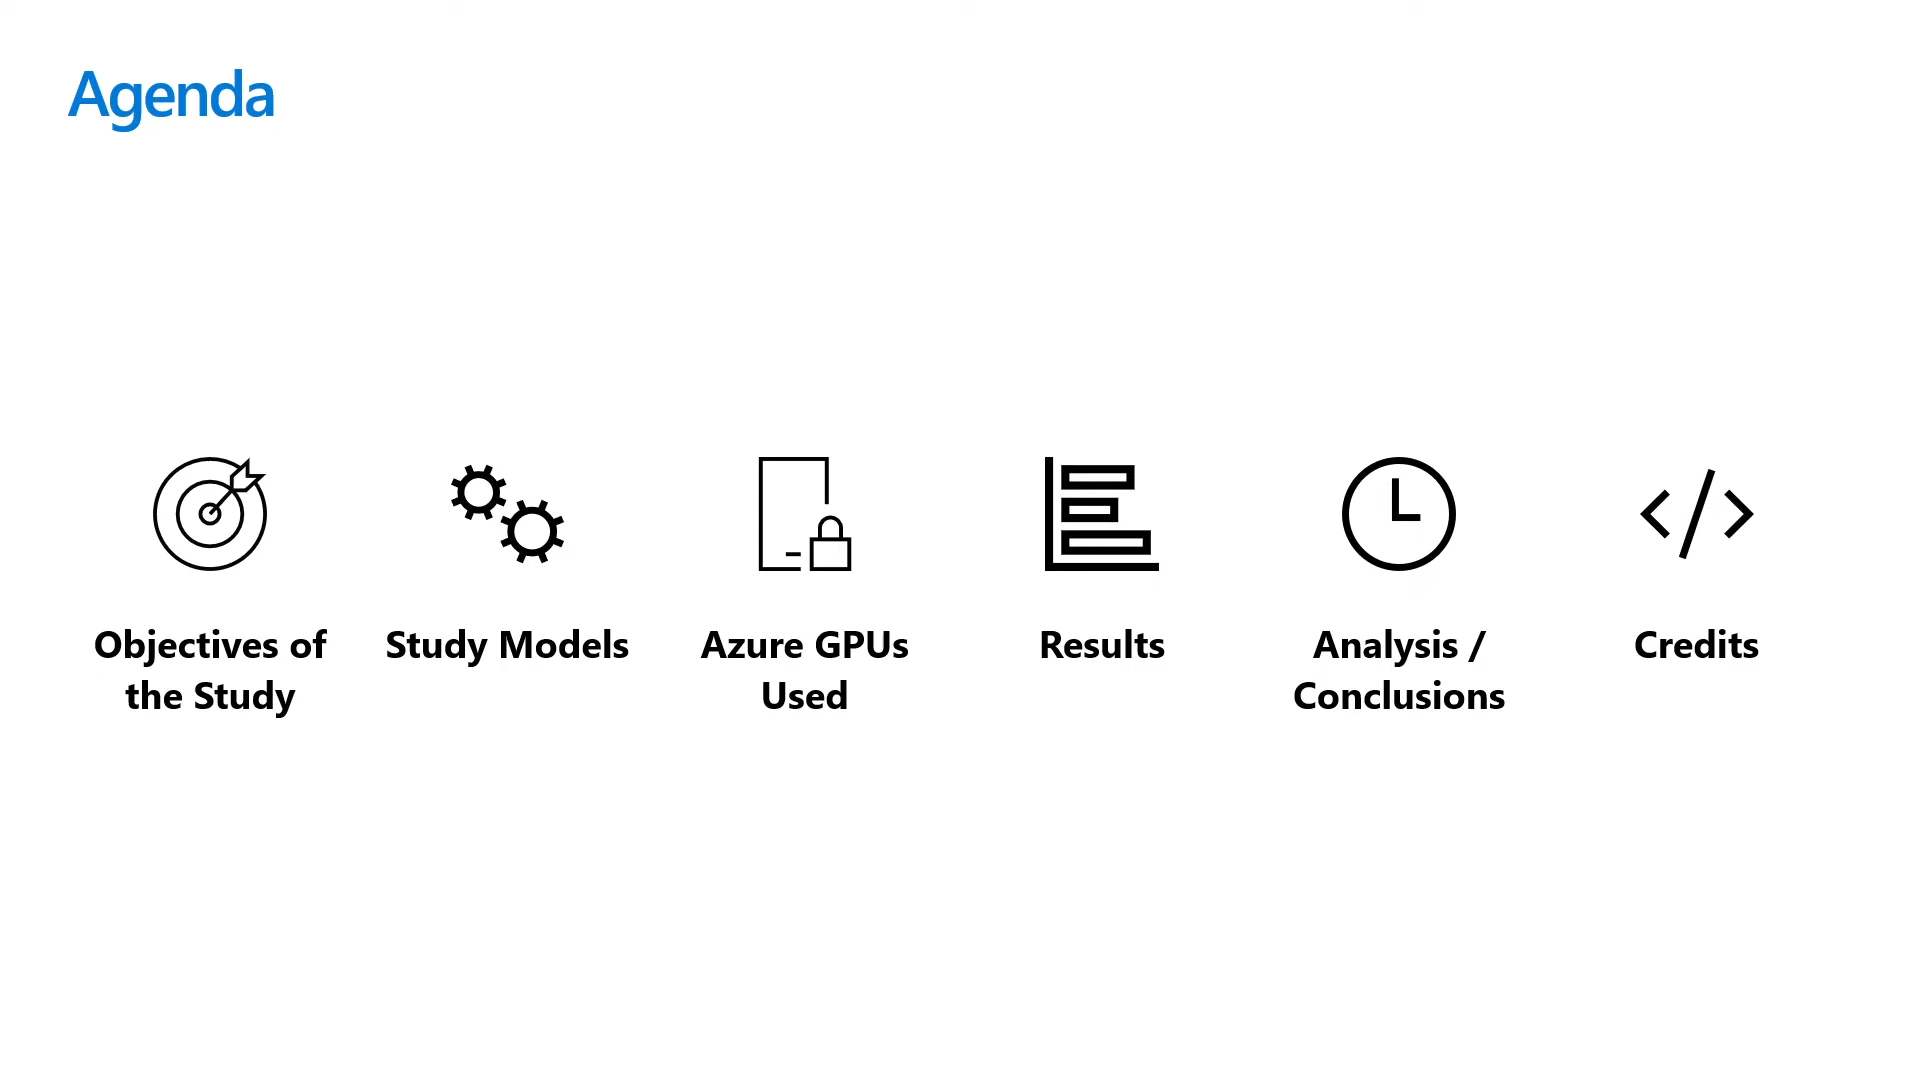 Agenda
Objectives of
the Study
Study Models
Azure GPUs
Used
Results
Analysis /
Conclusions
Credits